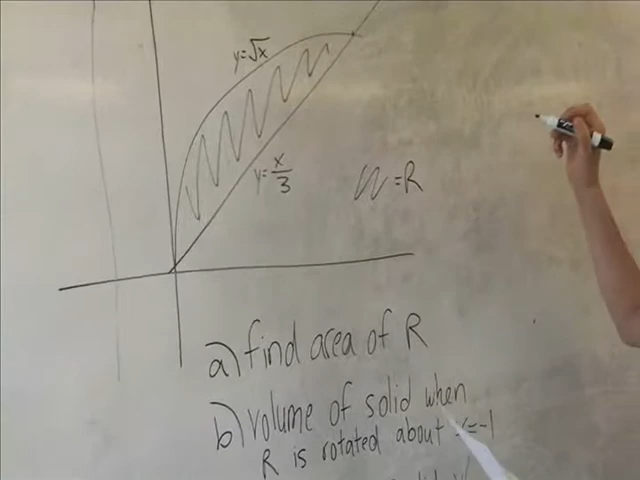 y=√x
y=x/3
=R
a) find area of R
b) volume of solid when
R is rotated about x=-1